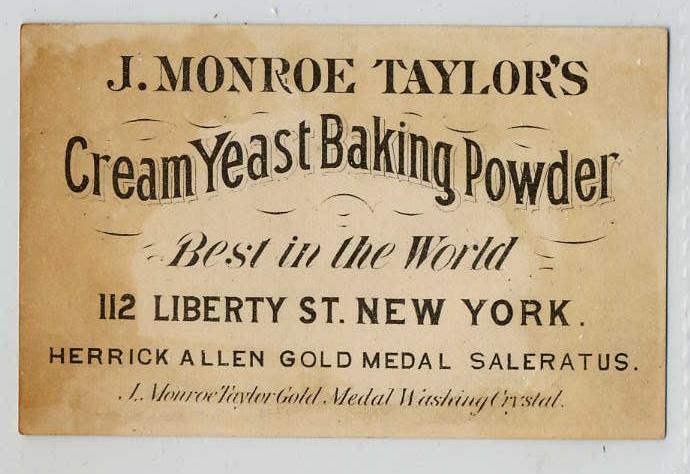 J. MONROE TAYLOR'S
Cream Yeast Baking Powder
Best in the World
112 LIBERTY ST. NEW YORK.
HERRICK ALLEN GOLD MEDAL SALERATUS.
J. Monroe Taylor Gold Medal Washing Crystal.